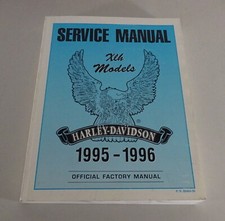 SERVICE MANUAL
Xlh
Models
HARLEY-DAVIDSON
1995-1996
OFFICIAL FACTORY MANUAL